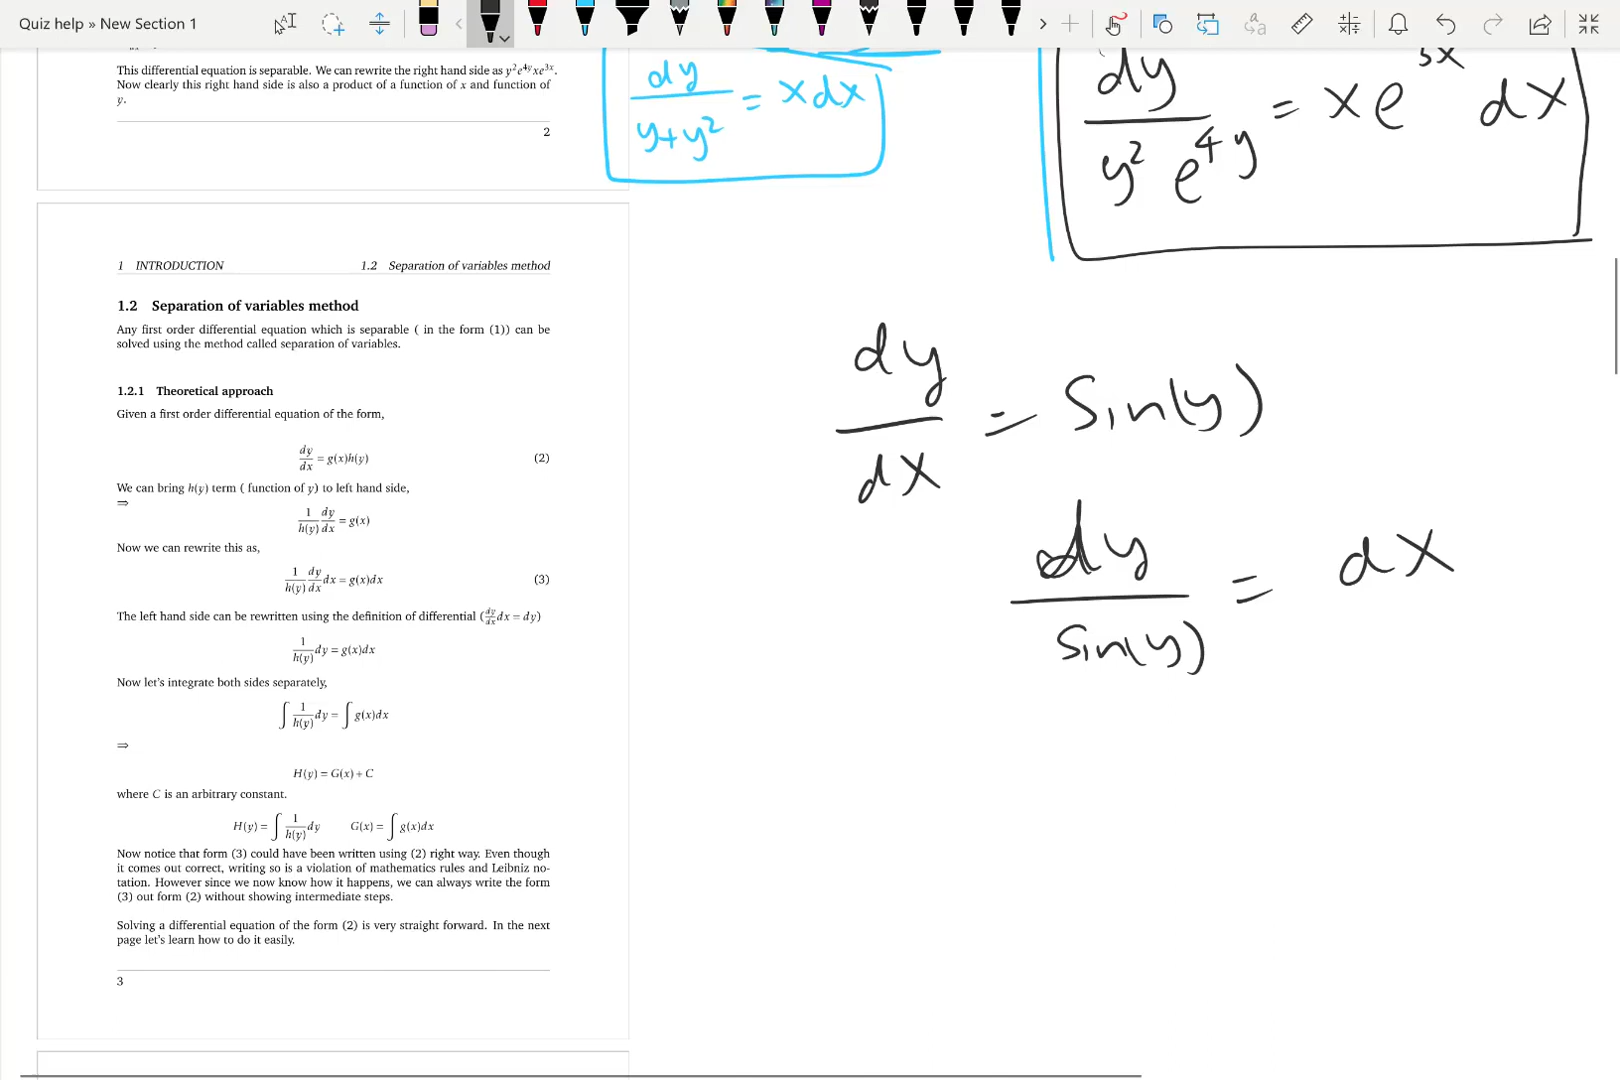 Quiz help » New Section 1
This differential equation is separable. We can rewrite the right hand side as y²e⁴ʸxe³ˣ.
Now clearly this right hand side is also a product of a function of x and function of
y.
2
1 INTRODUCTION 1.2 Separation of variables method
1.2 Separation of variables method
Any first order differential equation which is separable ( in the form (1)) can be
solved using the method called separation of variables.
1.2.1 Theoretical approach
Given a first order differential equation of the form,
dy/dx = g(x)h(y) (2)
We can bring h(y) term ( function of y) to left hand side,
⇒
1/h(y) dy/dx = g(x)
Now we can rewrite this as,
1/h(y) dy/dx dx = g(x)dx (3)
The left hand side can be rewritten using the definition of differential (dy/dx dx = dy)
1/h(y) dy = g(x)dx
Now let's integrate both sides separately,
∫ 1/h(y) dy = ∫ g(x)dx
⇒
H(y) = G(x) + C
where C is an arbitrary constant.
H(y) = ∫ 1/h(y) dy G(x) = ∫ g(x)dx
Now notice that form (3) could have been written using (2) right way. Even though
it comes out correct, writing so is a violation of mathematics rules and Leibniz no-
tation. However since we now know how it happens, we can always write the form
(3) out form (2) without showing intermediate steps.
Solving a differential equation of the form (2) is very straight forward. In the next
page let's learn how to do it easily.
3
dy/(y+y²) = xdx
dy/(y² e⁴ʸ) = xe³ˣ dx
dy/dx = Sin(y)
dy/Sin(y) = dx